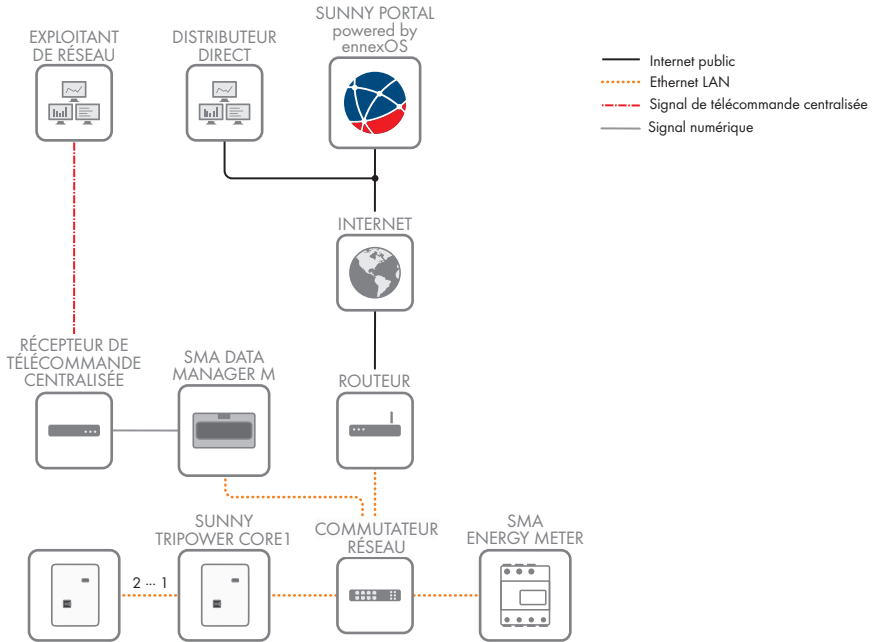 EXPLOITANT
DE RÉSEAU
DISTRIBUTEUR
DIRECT
SUNNY PORTAL
powered by
ennexOS
Internet public
Ethernet LAN
Signal de télécommande centralisée
Signal numérique
INTERNET
RÉCEPTEUR DE
TÉLÉCOMMANDE
CENTRALISÉE
SMA DATA
MANAGER M
ROUTEUR
SUNNY
TRIPOWER CORE1
COMMUTATEUR
RÉSEAU
SMA
ENERGY METER
2 ... 1